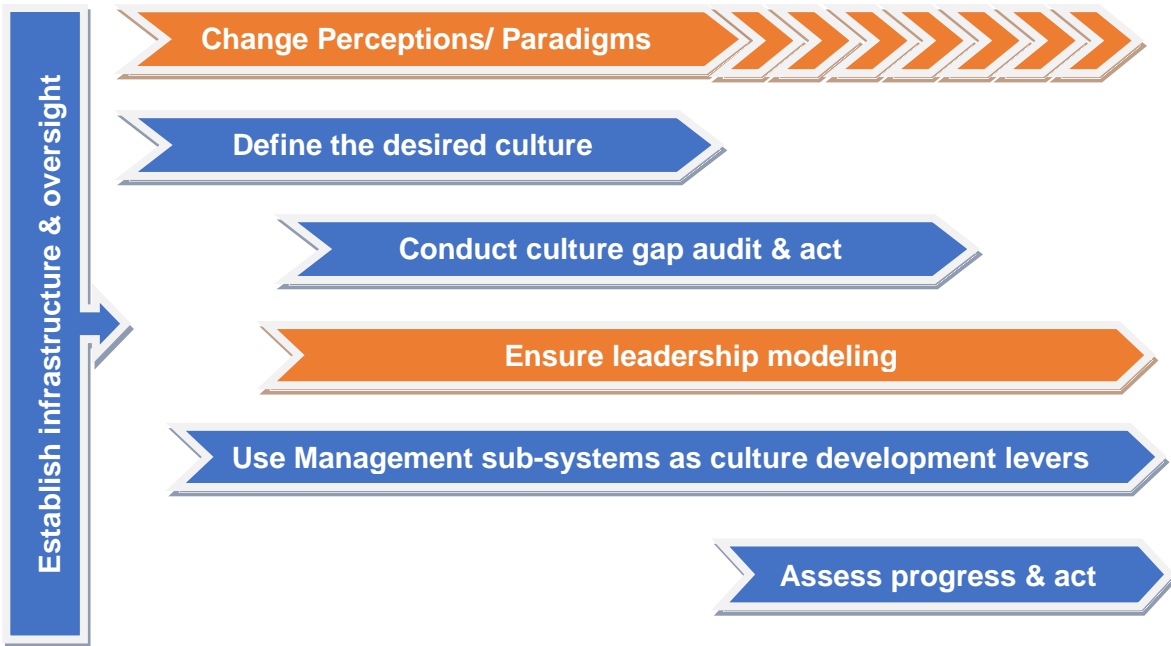 Establish infrastructure & oversight
Change Perceptions/ Paradigms
Define the desired culture
Conduct culture gap audit & act
Ensure leadership modeling
Use Management sub-systems as culture development levers
Assess progress & act